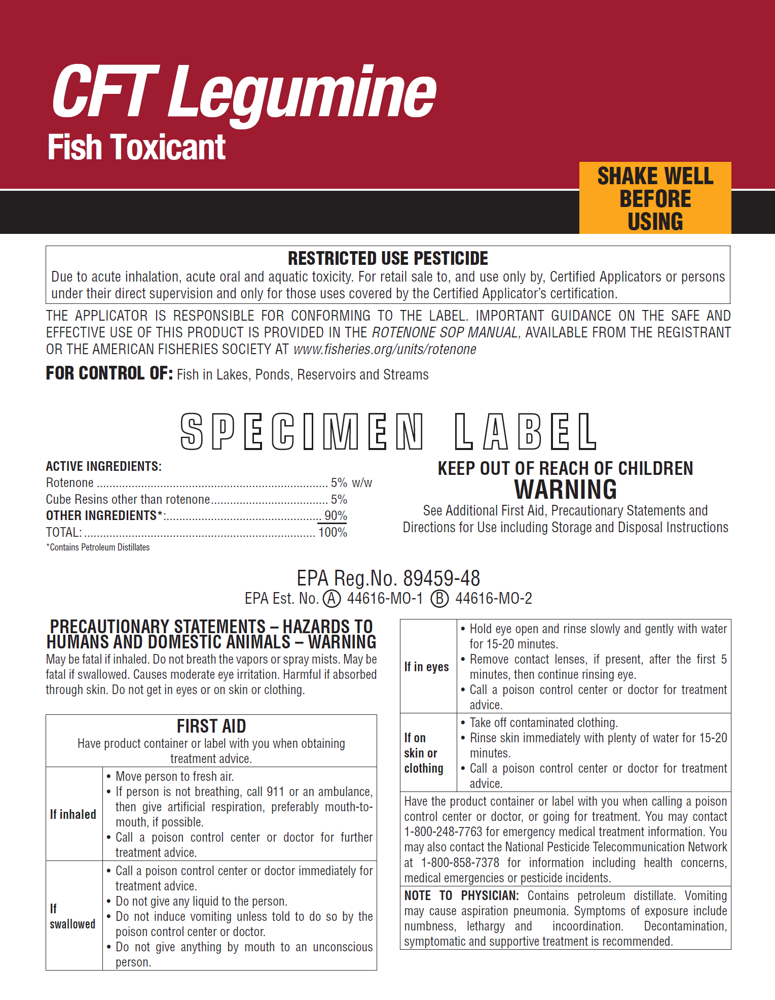 CFT Legumine
Fish Toxicant
SHAKE WELL
BEFORE
USING
RESTRICTED USE PESTICIDE
Due to acute inhalation, acute oral and aquatic toxicity. For retail sale to, and use only by, Certified Applicators or persons
under their direct supervision and only for those uses covered by the Certified Applicator's certification.
THE APPLICATOR IS RESPONSIBLE FOR CONFORMING TO THE LABEL. IMPORTANT GUIDANCE ON THE SAFE AND
EFFECTIVE USE OF THIS PRODUCT IS PROVIDED IN THE ROTENONE SOP MANUAL, AVAILABLE FROM THE REGISTRANT
OR THE AMERICAN FISHERIES SOCIETY AT www.fisheries.org/units/rotenone
FOR CONTROL OF: Fish in Lakes, Ponds, Reservoirs and Streams
SPECIMEN LABEL
ACTIVE INGREDIENTS:
Rotenone ........................................................................ 5% w/w
Cube Resins other than rotenone..................................... 5%
OTHER INGREDIENTS*:................................................. 90%
TOTAL: ......................................................................... 100%
*Contains Petroleum Distillates
KEEP OUT OF REACH OF CHILDREN
WARNING
See Additional First Aid, Precautionary Statements and
Directions for Use including Storage and Disposal Instructions
EPA Reg.No. 89459-48
EPA Est. No. Ⓐ 44616-MO-1 Ⓑ 44616-MO-2
PRECAUTIONARY STATEMENTS – HAZARDS TO
HUMANS AND DOMESTIC ANIMALS – WARNING
May be fatal if inhaled. Do not breath the vapors or spray mists. May be
fatal if swallowed. Causes moderate eye irritation. Harmful if absorbed
through skin. Do not get in eyes or on skin or clothing.
FIRST AID
Have product container or label with you when obtaining
treatment advice.
If inhaled
• Move person to fresh air.
• If person is not breathing, call 911 or an ambulance,
then give artificial respiration, preferably mouth-to-
mouth, if possible.
• Call a poison control center or doctor for further
treatment advice.
If
swallowed
• Call a poison control center or doctor immediately for
treatment advice.
• Do not give any liquid to the person.
• Do not induce vomiting unless told to do so by the
poison control center or doctor.
• Do not give anything by mouth to an unconscious
person.
If in eyes
• Hold eye open and rinse slowly and gently with water
for 15-20 minutes.
• Remove contact lenses, if present, after the first 5
minutes, then continue rinsing eye.
• Call a poison control center or doctor for treatment
advice.
If on
skin or
clothing
• Take off contaminated clothing.
• Rinse skin immediately with plenty of water for 15-20
minutes.
• Call a poison control center or doctor for treatment
advice.
Have the product container or label with you when calling a poison
control center or doctor, or going for treatment. You may contact
1-800-248-7763 for emergency medical treatment information. You
may also contact the National Pesticide Telecommunication Network
at 1-800-858-7378 for information including health concerns,
medical emergencies or pesticide incidents.
NOTE TO PHYSICIAN: Contains petroleum distillate. Vomiting
may cause aspiration pneumonia. Symptoms of exposure include
numbness, lethargy and incoordination. Decontamination,
symptomatic and supportive treatment is recommended.